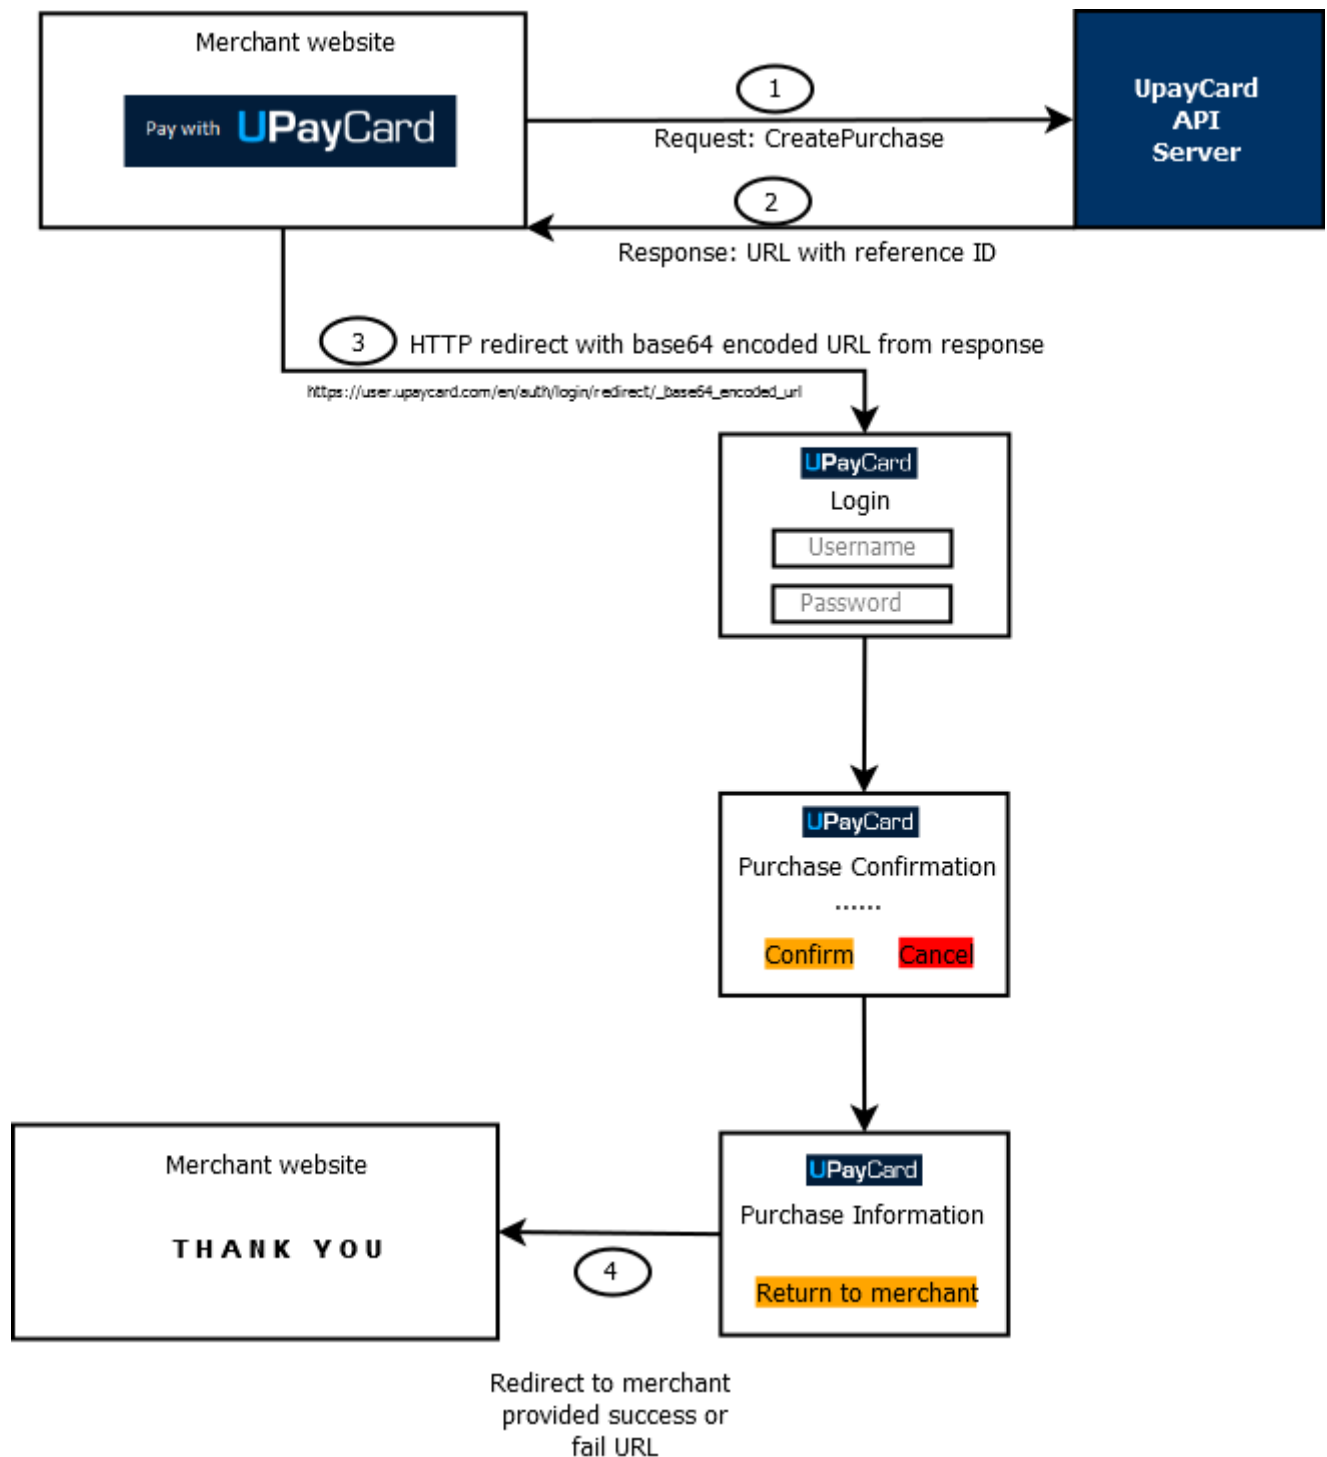 Merchant website
Pay with UPayCard
1
Request: CreatePurchase
UpayCard
API
Server
2
Response: URL with reference ID
3
HTTP redirect with base64 encoded URL from response
https://user.upaycard.com/en/auth/login/redirect/_base64_encoded_url
UPayCard
Login
Username
Password
UPayCard
Purchase Confirmation
......
Confirm
Cancel
UPayCard
Purchase Information
Return to merchant
4
Merchant website
THANK YOU
Redirect to merchant
provided success or
fail URL